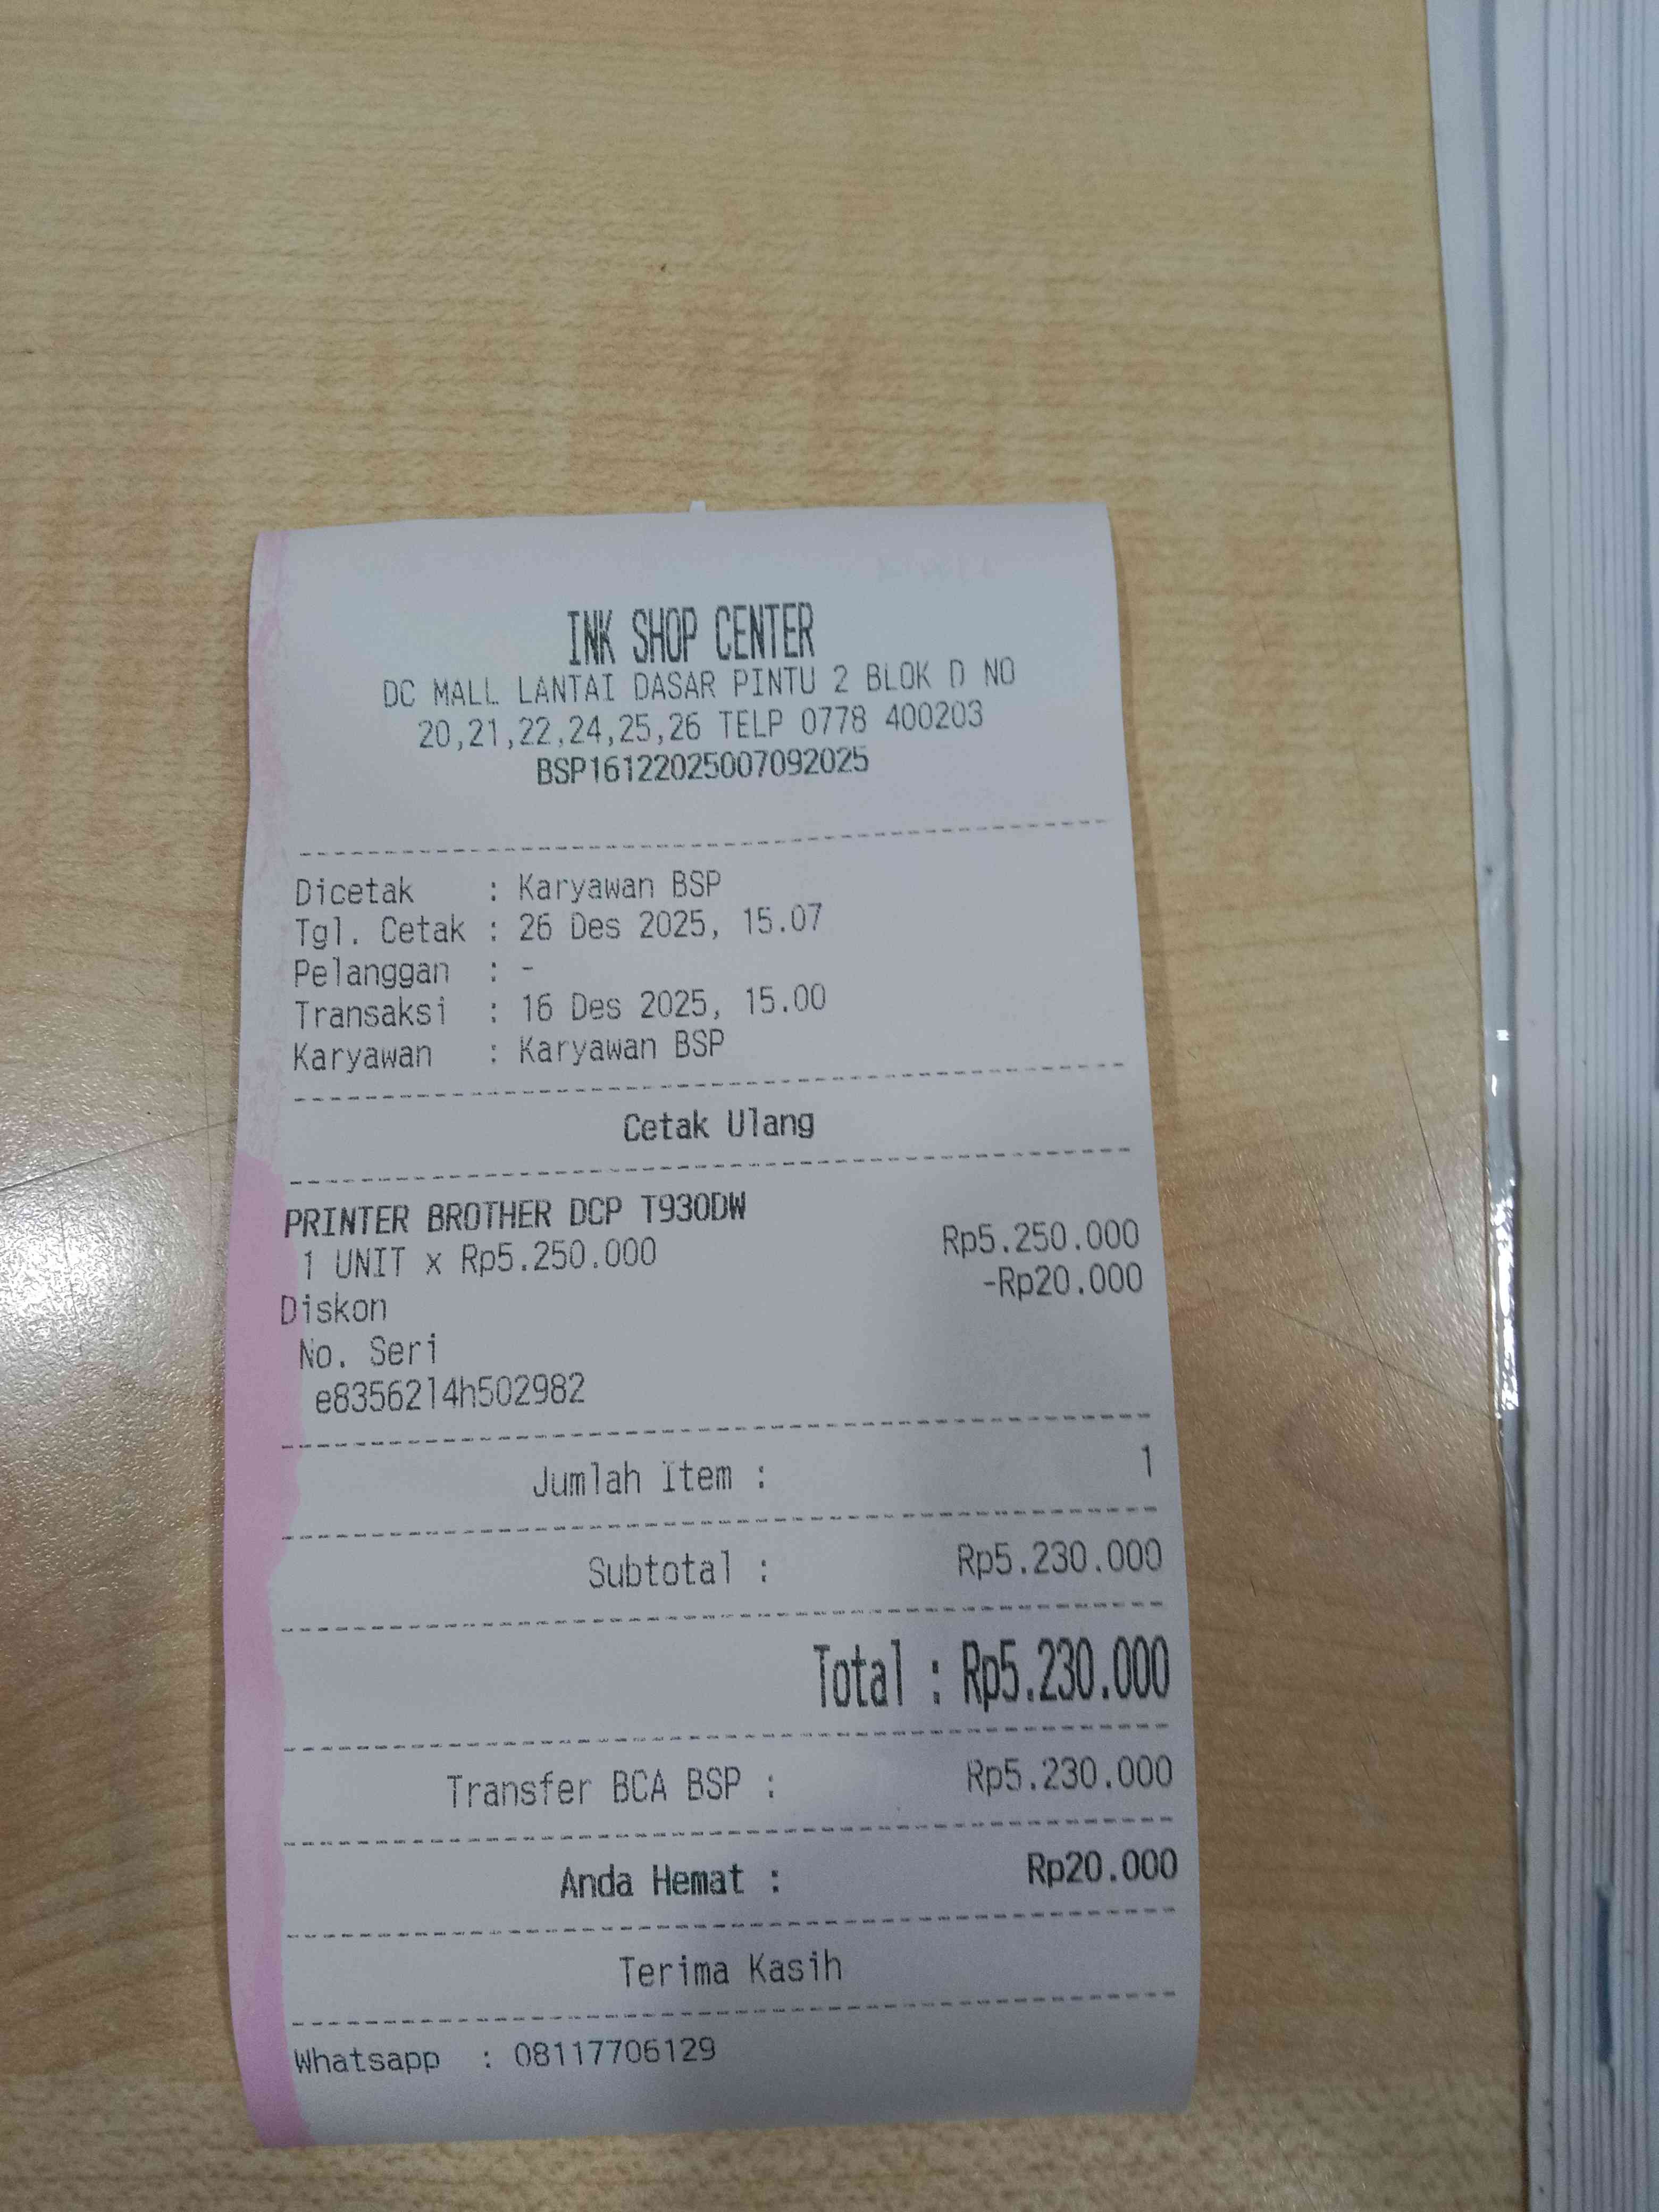 INK SHOP CENTER
DC MALL LANTAI DASAR PINTU 2 BLOK D NO
20,21,22,24,25,26 TELP 0778 400203
BSP16122025007092025
Dicetak : Karyawan BSP
Tgl. Cetak : 26 Des 2025, 15.07
Pelanggan : -
Transaksi : 16 Des 2025, 15.00
Karyawan : Karyawan BSP
Cetak Ulang
PRINTER BROTHER DCP T930DW
1 UNIT x Rp5.250.000 Rp5.250.000
Diskon -Rp20.000
No. Seri
e83562l4h502982
Jumlah Item : 1
Subtotal : Rp5.230.000
Total : Rp5.230.000
Transfer BCA BSP : Rp5.230.000
Anda Hemat : Rp20.000
Terima Kasih
Whatsapp : 08117706129